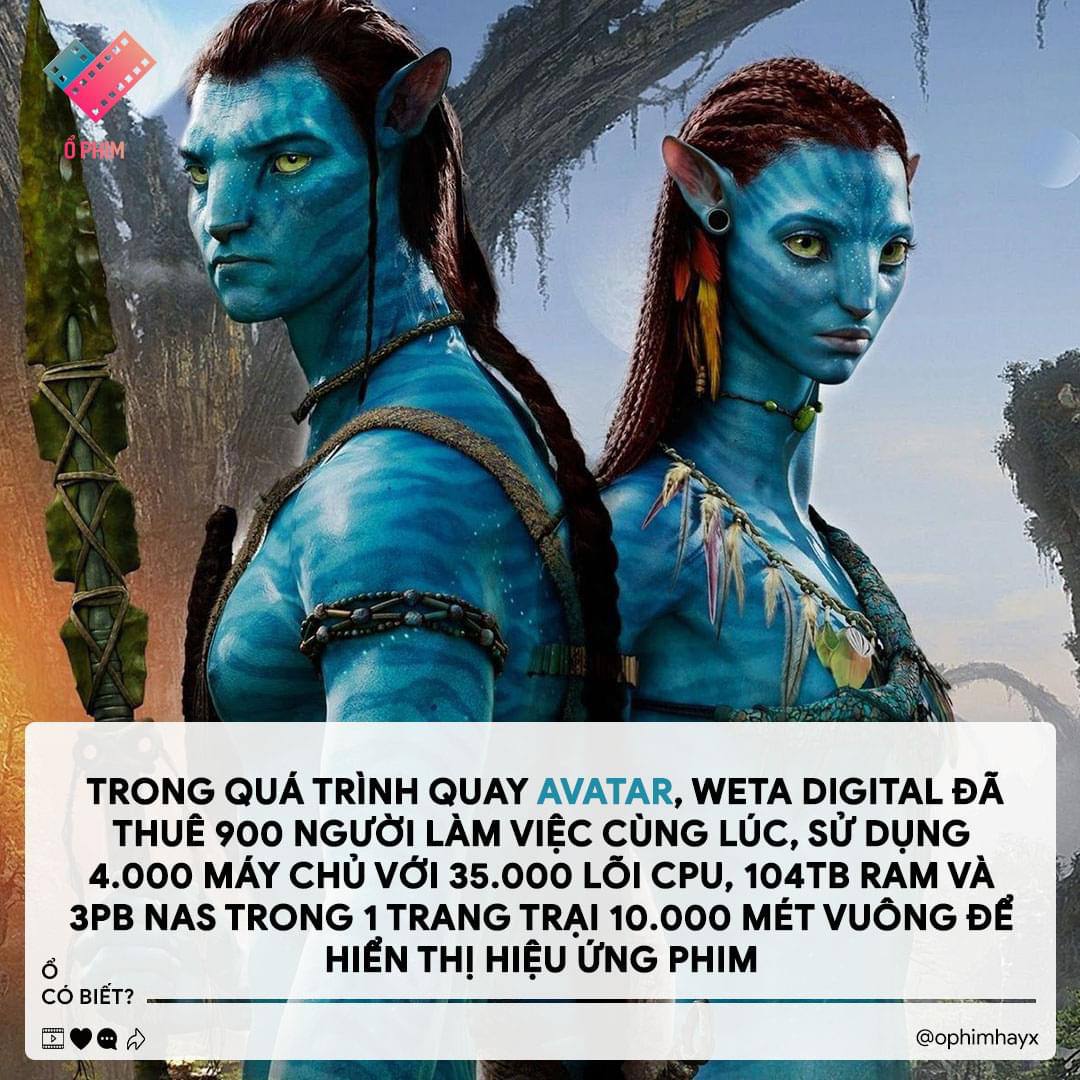 Ổ PHIM
TRONG QUÁ TRÌNH QUAY AVATAR, WETA DIGITAL ĐÃ
THUÊ 900 NGƯỜI LÀM VIỆC CÙNG LÚC, SỬ DỤNG
4.000 MÁY CHỦ VỚI 35.000 LÕI CPU, 104TB RAM VÀ
3PB NAS TRONG 1 TRANG TRẠI 10.000 MÉT VUÔNG ĐỂ
HIỂN THỊ HIỆU ỨNG PHIM
Ổ
CÓ BIẾT?
@ophimhayx